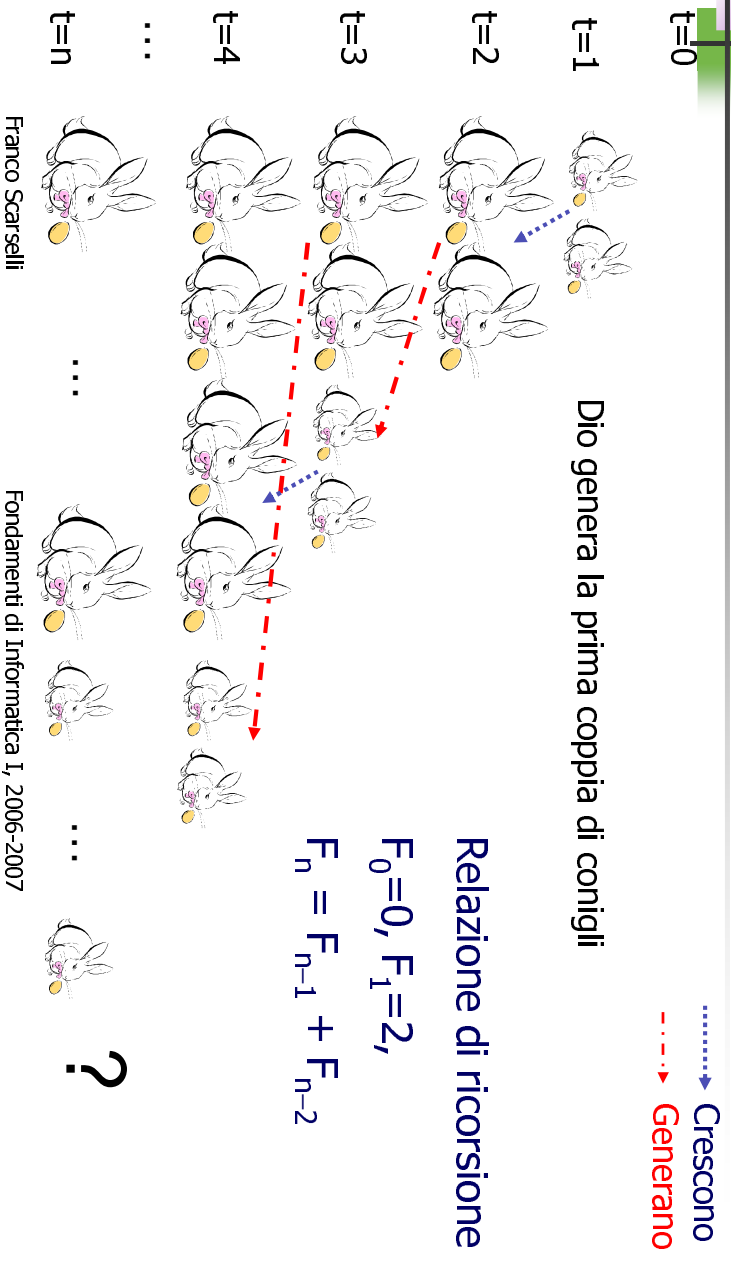 Crescono
Generano
t=0
t=1
Dio genera la prima coppia di conigli
t=2
Relazione di ricorsione
t=3
F0=0, F1=2,
Fn = Fn–1 + Fn–2
t=4
...
t=n
... ... ?
Franco Scarselli
Fondamenti di Informatica I, 2006-2007